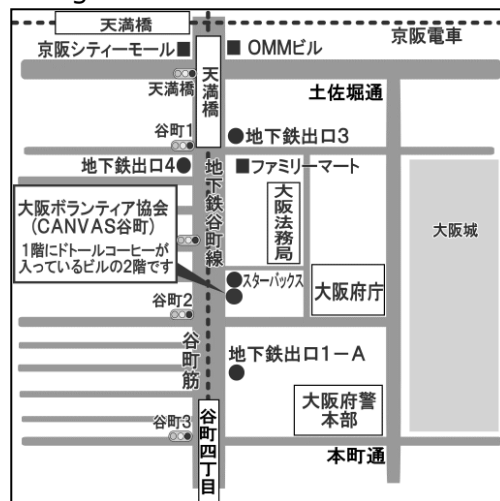 天満橋
京阪電車
京阪シティーモール■
■ OMMビル
天満橋
天満橋
土佐堀通
谷町1
●地下鉄出口3
地下鉄出口4●
■ファミリーマート
地下鉄谷町線
大阪法務局
大阪城
大阪ボランティア協会
(CANVAS谷町)
1階にドトールコーヒーが
入っているビルの2階です
●スターバックス
大阪府庁
谷町2
谷町筋
地下鉄出口1-A
大阪府警
本部
谷町3
谷町四丁目
本町通